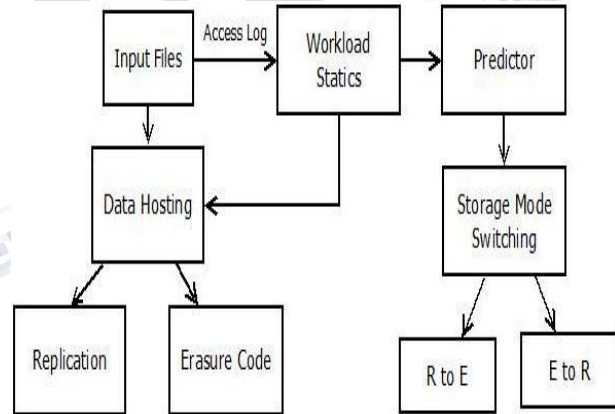 Input Files
Access Log
Workload
Statics
Predictor
Data Hosting
Storage Mode
Switching
Replication
Erasure Code
R to E
E to R